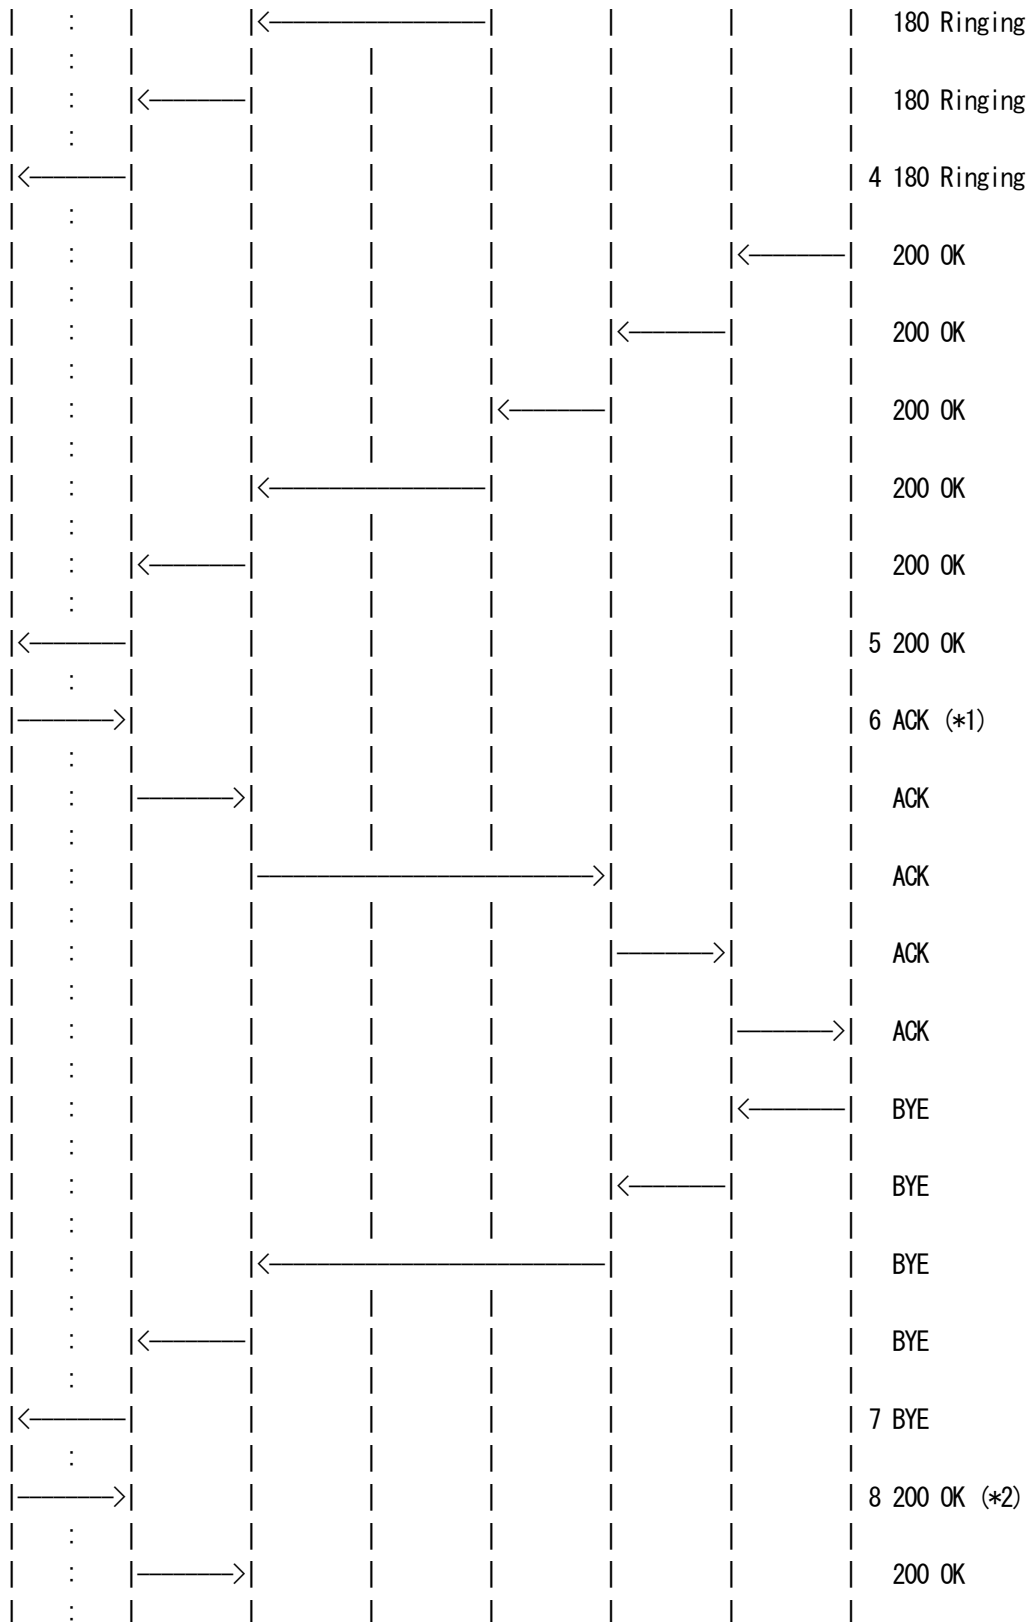 180 Ringing
180 Ringing
4 180 Ringing
200 OK
200 OK
200 OK
200 OK
200 OK
5 200 OK
6 ACK (*1)
ACK
ACK
ACK
ACK
BYE
BYE
BYE
BYE
7 BYE
8 200 OK (*2)
200 OK